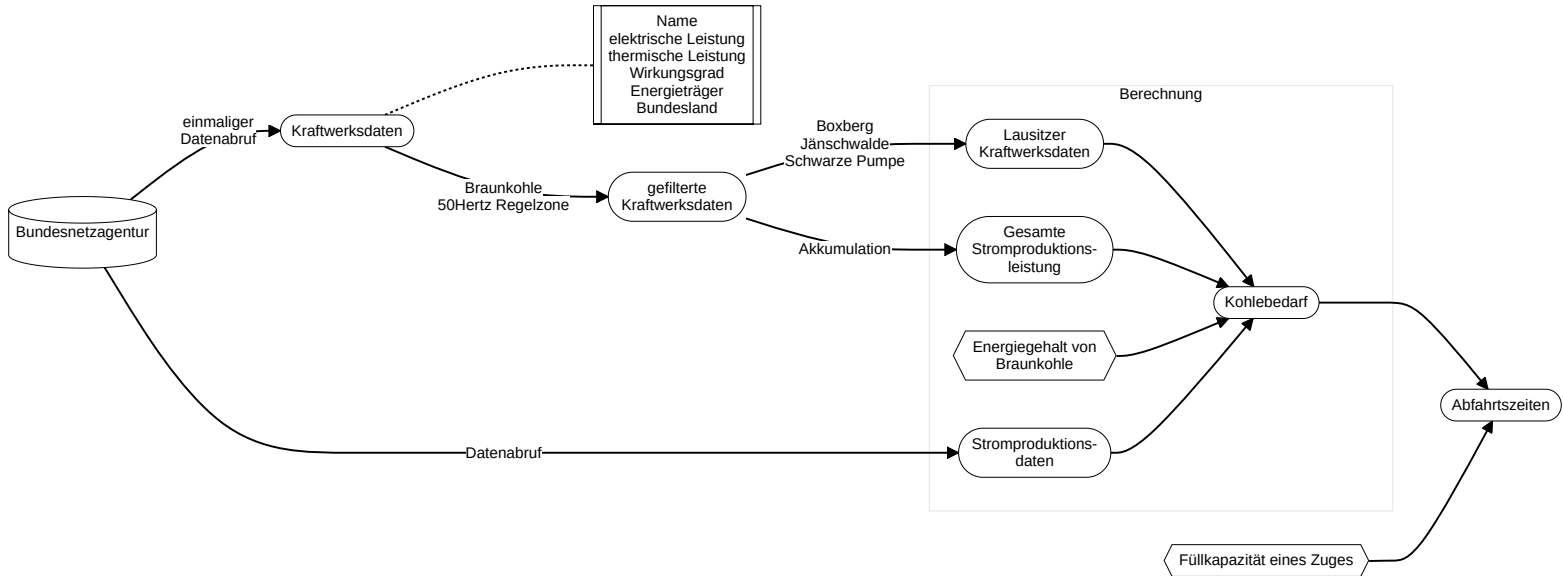 Name
elektrische Leistung
thermische Leistung
Wirkungsgrad
Energieträger
Bundesland
Berechnung
einmaliger
Datenabruf
Kraftwerksdaten
Boxberg
Jänschwalde
Schwarze Pumpe
Lausitzer
Kraftwerksdaten
Braunkohle
50Hertz Regelzone
gefilterte
Kraftwerksdaten
Bundesnetzagentur
Akkumulation
Gesamte
Stromproduktions-
leistung
Kohlebedarf
Energiegehalt von
Braunkohle
Abfahrtszeiten
Datenabruf
Stromproduktions-
daten
Füllkapazität eines Zuges